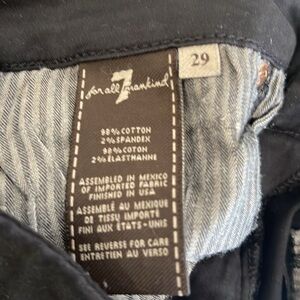 7
for all mankind
29
98% COTTON
2% SPANDEX
98% COTON
2% ÉLASTHANNE
ASSEMBLED IN MEXICO
OF IMPORTED FABRIC
FINISHED IN USA
ASSEMBLÉ AU MEXIQUE
DE TISSU IMPORTÉ
FINI AUX ÉTATS-UNIS
SEE REVERSE FOR CARE
ENTRETIEN AU VERSO